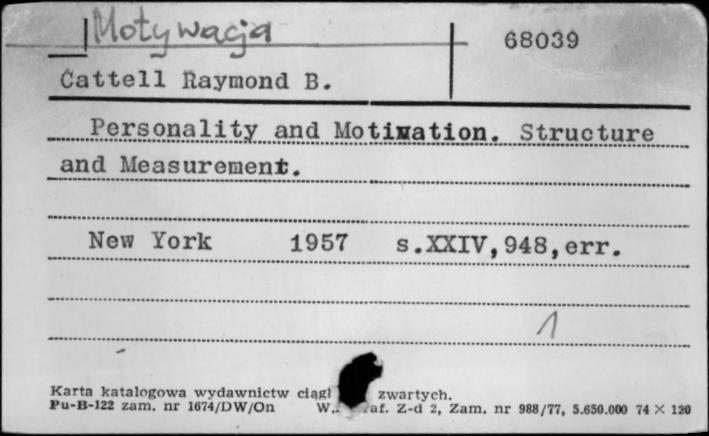 Motywacja
68039
Cattell Raymond B.
Personality and Motivation. Structure
and Measurement.
New York 1957 s.XXIV,948,err.
1
Karta katalogowa wydawnictw ciągł zwartych.
Pu-B-122 zam. nr 1674/DW/On W. af. Z-d 2, Zam. nr 988/77, 5.650.000 74 × 120